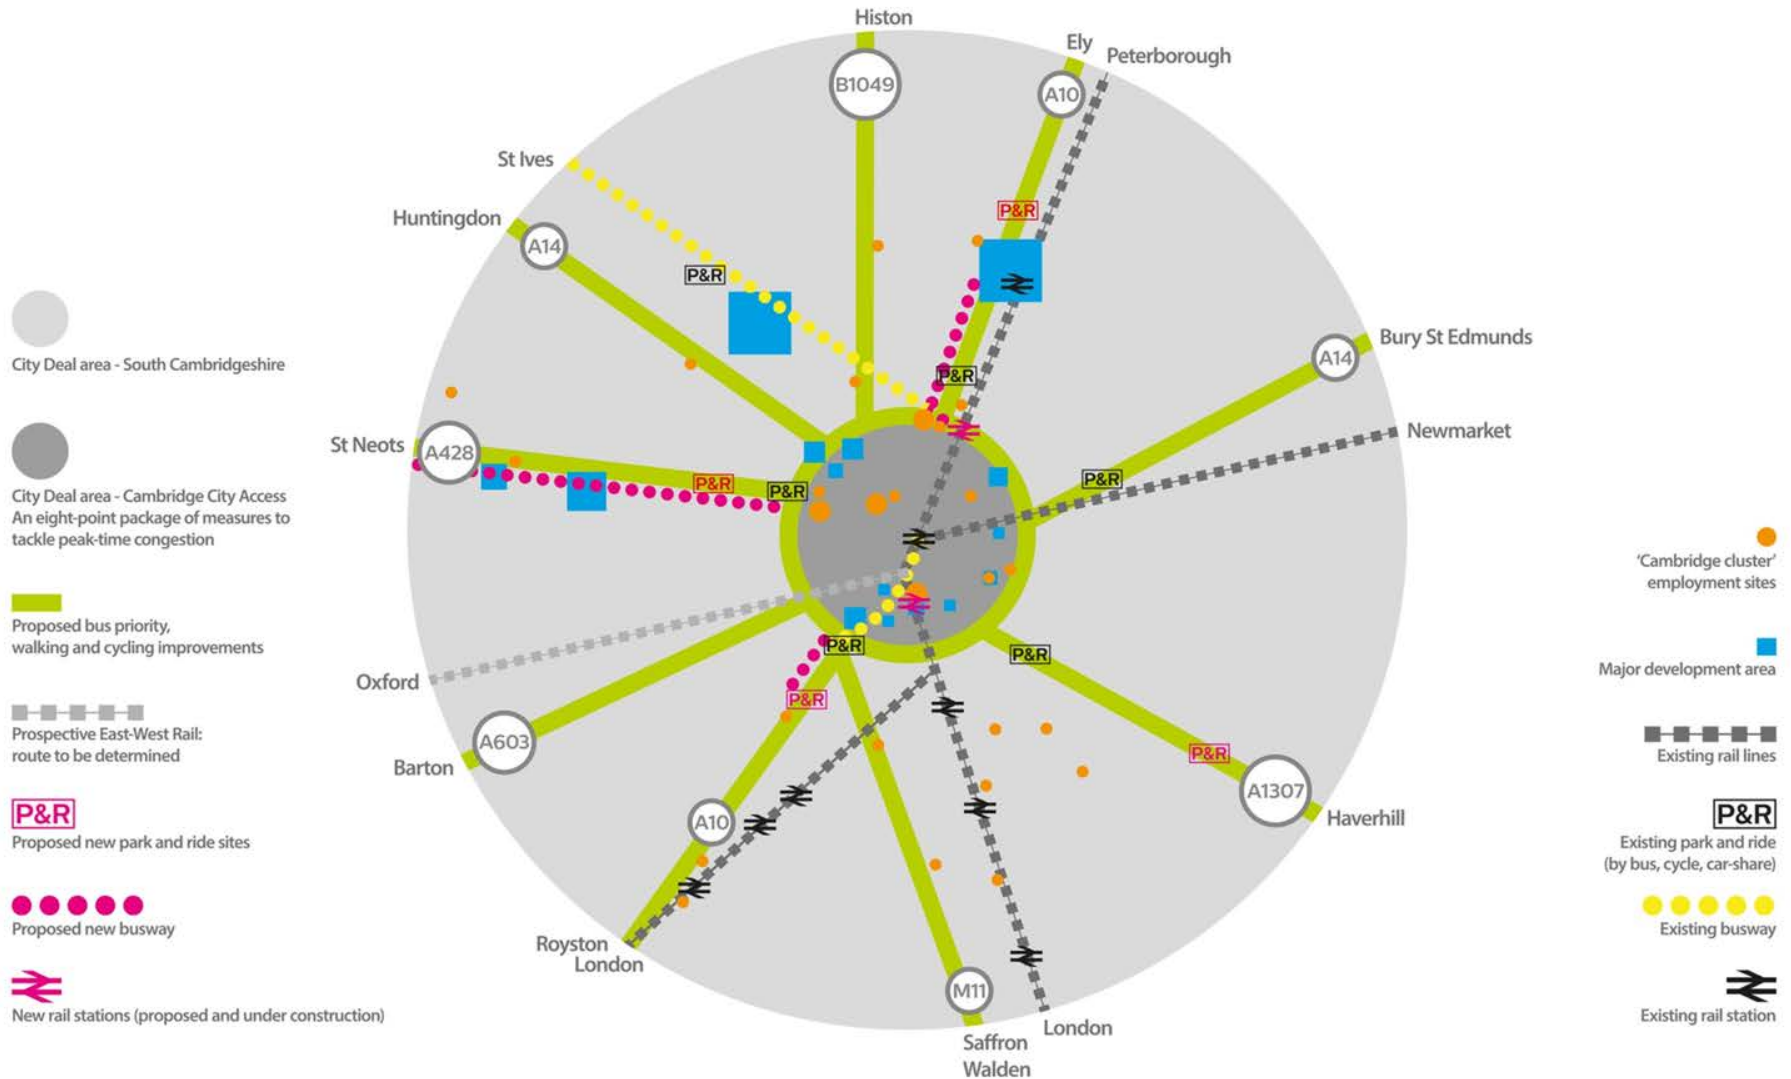 Histon
Ely
Peterborough
B1049
A10
St Ives
Huntingdon
A14
P&R
P&R
Bury St Edmunds
A14
P&R
Newmarket
St Neots
A428
P&R
P&R
P&R
Oxford
Barton
A603
P&R
P&R
P&R
P&R
A10
A1307
Haverhill
Royston
London
M11
Saffron
Walden
London
City Deal area - South Cambridgeshire
City Deal area - Cambridge City Access
An eight-point package of measures to
tackle peak-time congestion
Proposed bus priority,
walking and cycling improvements
Prospective East-West Rail:
route to be determined
P&R
Proposed new park and ride sites
Proposed new busway
New rail stations (proposed and under construction)
‘Cambridge cluster’
employment sites
Major development area
Existing rail lines
P&R
Existing park and ride
(by bus, cycle, car-share)
Existing busway
Existing rail station